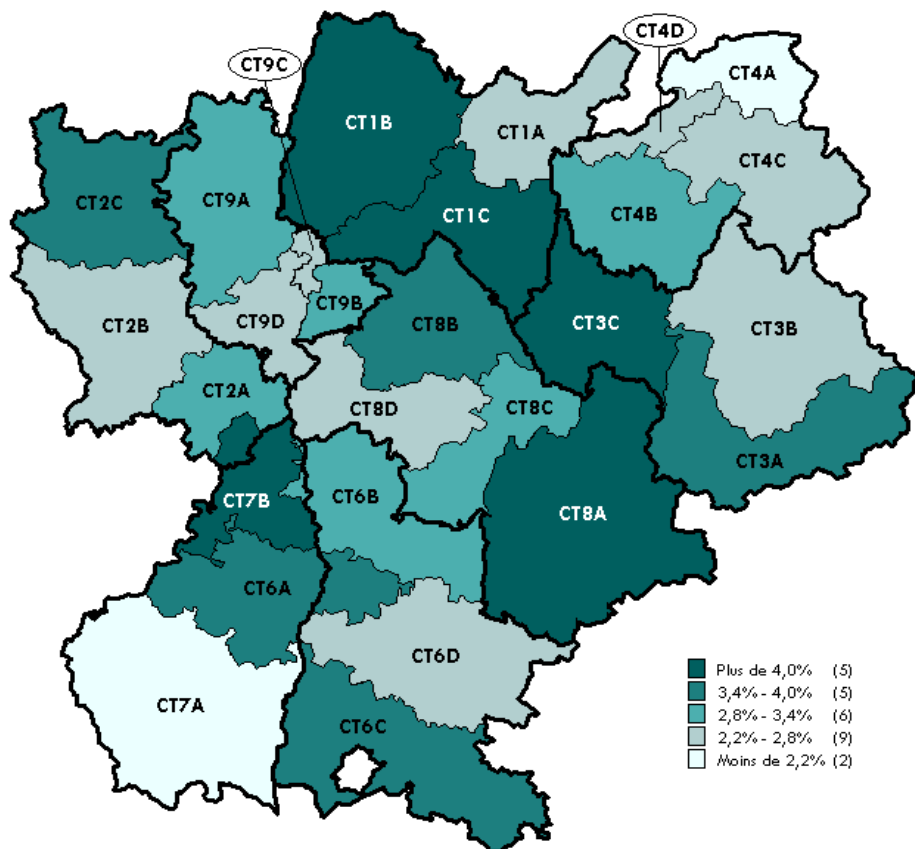 CT4D
CT9C
CT4A
CT1B
CT1A
CT4C
CT2C
CT9A
CT1C
CT4B
CT9B
CT9D
CT8B
CT3C
CT3B
CT2B
CT2A
CT8D
CT8C
CT3A
CT7B
CT6B
CT8A
CT6A
CT6D
CT7A
CT6C
Plus de 4,0% (5)
3,4% - 4,0% (5)
2,8% - 3,4% (6)
2,2% - 2,8% (9)
Moins de 2,2% (2)